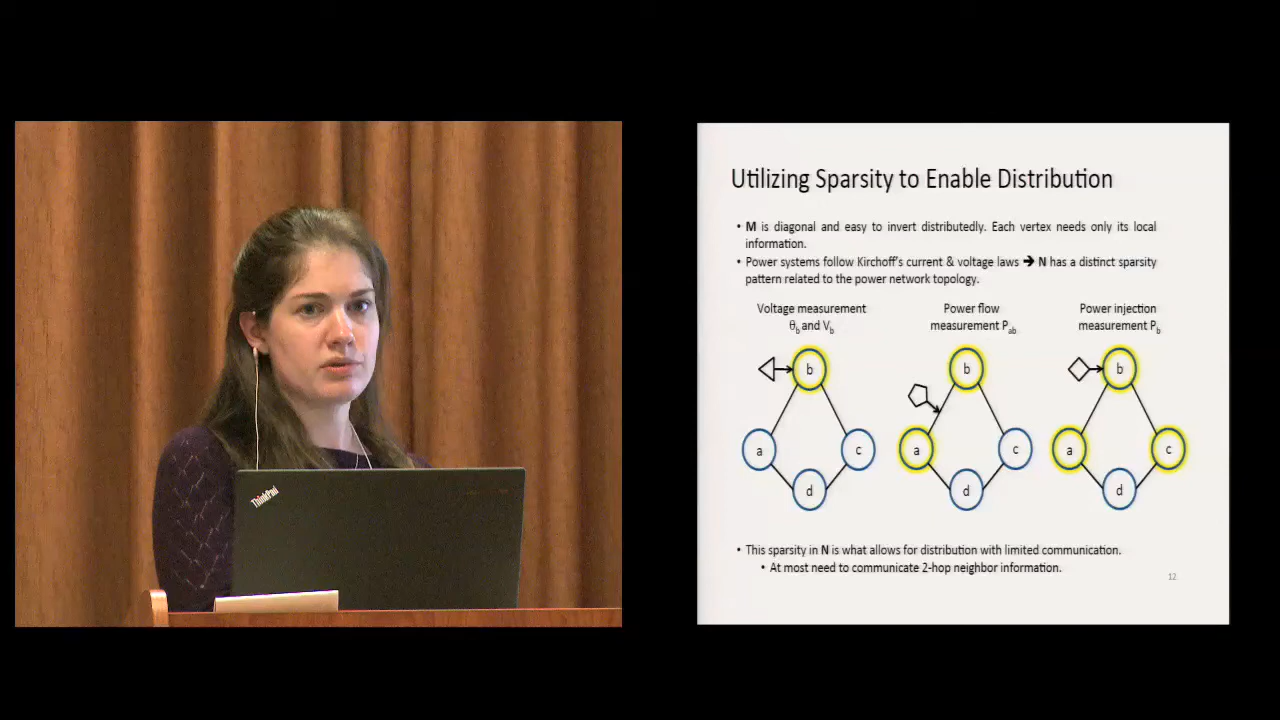 Utilizing Sparsity to Enable Distribution
• M is diagonal and easy to invert distributedly. Each vertex needs only its local
information.
• Power systems follow Kirchoff's current & voltage laws → N has a distinct sparsity
pattern related to the power network topology.
Voltage measurement
θb and Vb
Power flow
measurement Pab
Power injection
measurement Pb
b
a
c
d
b
a
c
d
b
a
c
d
• This sparsity in N is what allows for distribution with limited communication.
• At most need to communicate 2-hop neighbor information.
12
ThinkPad